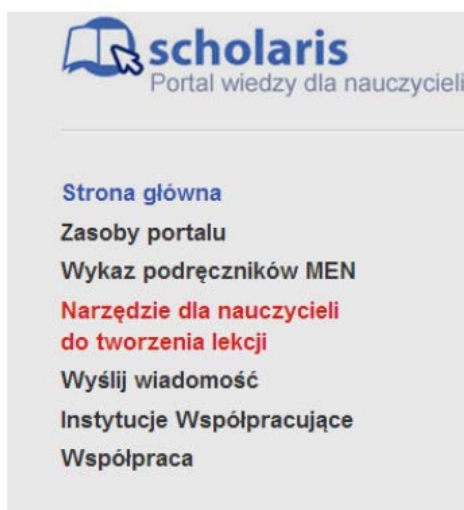 scholaris
Portal wiedzy dla nauczycieli
Strona główna
Zasoby portalu
Wykaz podręczników MEN
Narzędzie dla nauczycieli
do tworzenia lekcji
Wyślij wiadomość
Instytucje Współpracujące
Współpraca